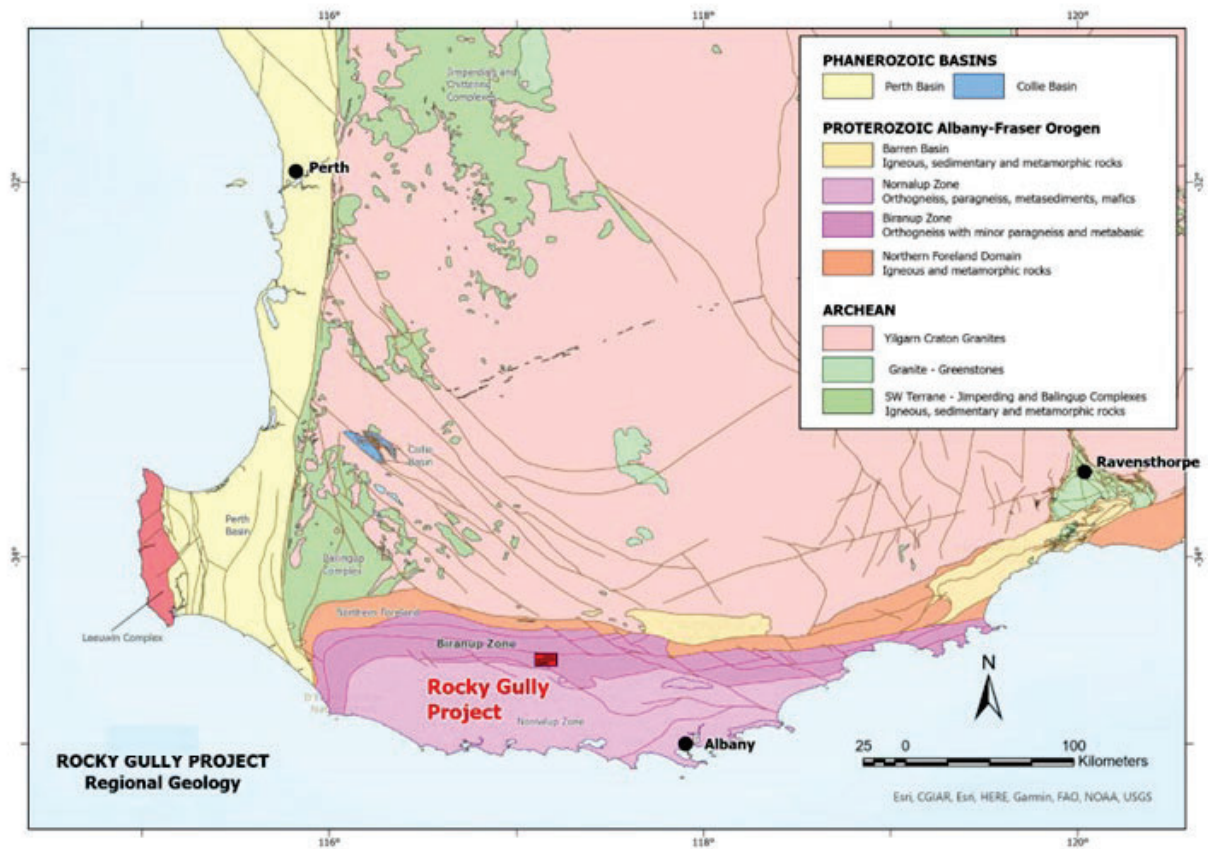 116°
118°
120°
PHANEROZOIC BASINS
Perth Basin
Collie Basin
PROTEROZOIC Albany-Fraser Orogen
Barren Basin
Igneous, sedimentary and metamorphic rocks
Nornalup Zone
Orthogneiss, paragneiss, metasediments, mafics
Biranup Zone
Orthogneiss with minor paragneiss and metabasic
Northern Foreland Domain
Igneous and metamorphic rocks
ARCHEAN
Yilgarn Craton Granites
Granite - Greenstones
SW Terrane - Jimperding and Balingup Complexes
Igneous, sedimentary and metamorphic rocks
Jimperding and
Chittering
Complexes
Perth
-32°
-32°
Collie
Basin
Ravensthorpe
Perth
Basin
-34°
-34°
Balingup
Complex
Northern Foreland
Leeuwin Complex
Biranup Zone
Rocky Gully
Project
Nornalup Zone
N
Albany
ROCKY GULLY PROJECT
Regional Geology
25 0 100
Kilometers
Esri, CGIAR, Esri, HERE, Garmin, FAO, NOAA, USGS
116°
118°
120°